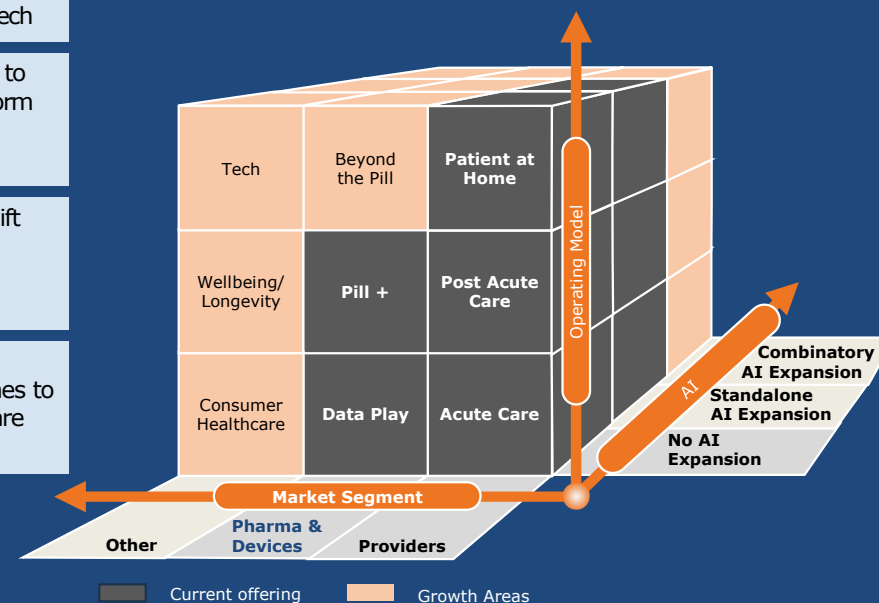 ech
to
orm
ift
nes to
are
Tech
Beyond
the Pill
Patient at
Home
Wellbeing/
Longevity
Pill +
Post Acute
Care
Consumer
Healthcare
Data Play
Acute Care
Operating Model
AI
Combinatory
AI Expansion
Standalone
AI Expansion
No AI
Expansion
Market Segment
Other
Pharma &
Devices
Providers
Current offering
Growth Areas